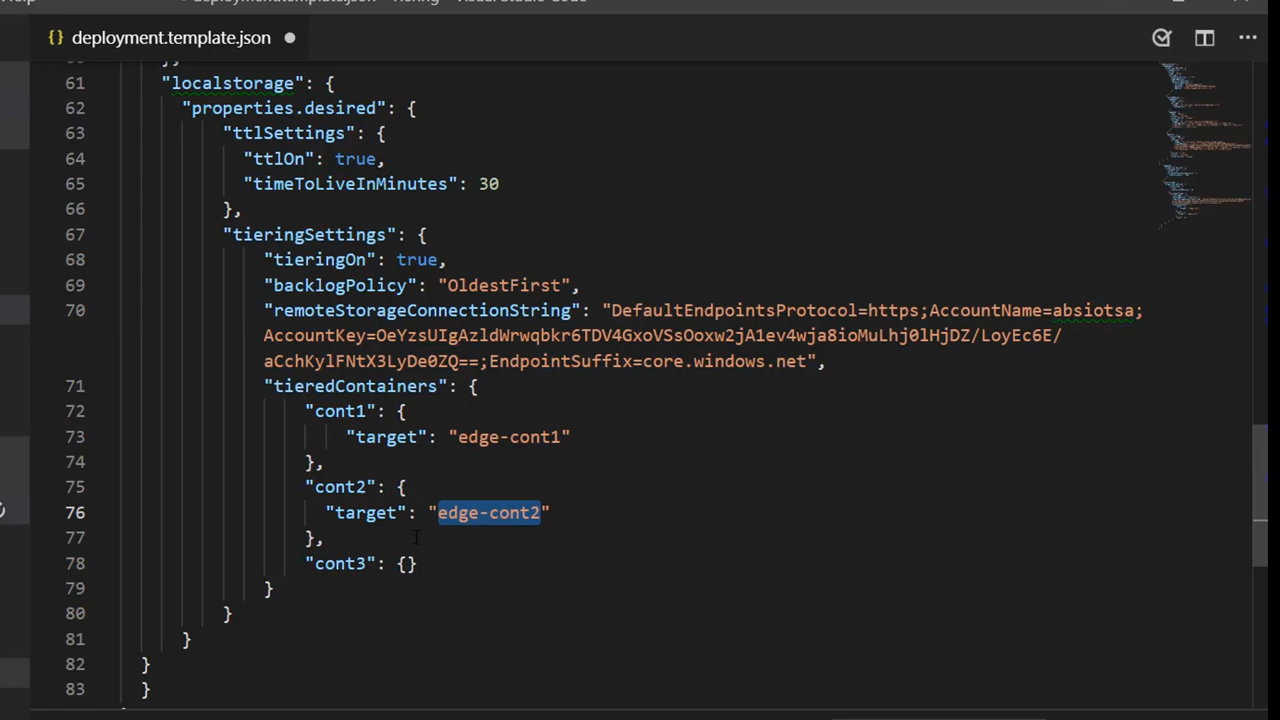 {} deployment.template.json ●
61 "localstorage": {
62 "properties.desired": {
63 "ttlSettings": {
64 "ttlOn": true,
65 "timeToLiveInMinutes": 30
66 },
67 "tieringSettings": {
68 "tieringOn": true,
69 "backlogPolicy": "OldestFirst",
70 "remoteStorageConnectionString": "DefaultEndpointsProtocol=https;AccountName=absiotsa;
AccountKey=OeYzsUIgAzldWrwqbkr6TDV4GxoVSsOoxw2jA1ev4wja8ioMuLhj0lHjDZ/LoyEc6E/
aCchKylFNtX3LyDe0ZQ==;EndpointSuffix=core.windows.net",
71 "tieredContainers": {
72 "cont1": {
73 "target": "edge-cont1"
74 },
75 "cont2": {
76 "target": "edge-cont2"
77 },
78 "cont3": {}
79 }
80 }
81 }
82 }
83 }